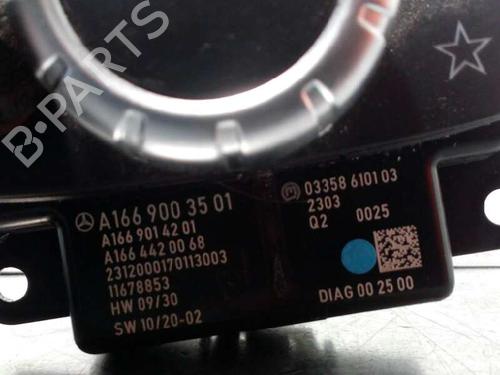 B-PARTS
A166 900 35 01
A166 901 42 01
A166 442 00 68
2312000170113003
11678853
HW 09/30
SW 10/20-02
03358 6101 03
2303
Q2 0025
DIAG 00 25 00